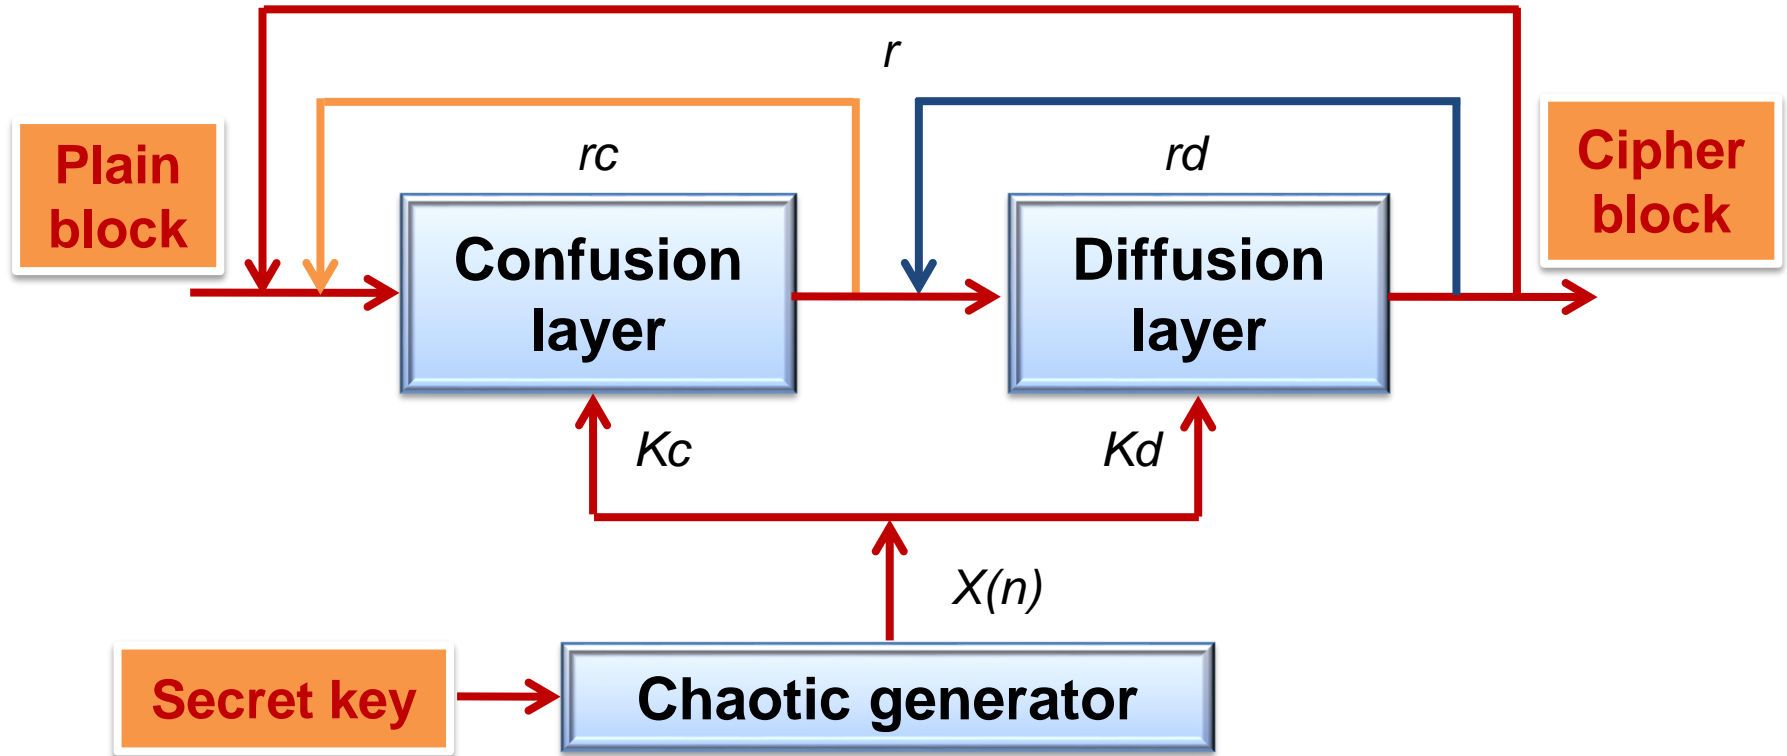 r
rc
rd
Plain
block
Cipher
block
Confusion
layer
Diffusion
layer
Kc
Kd
X(n)
Secret key
Chaotic generator